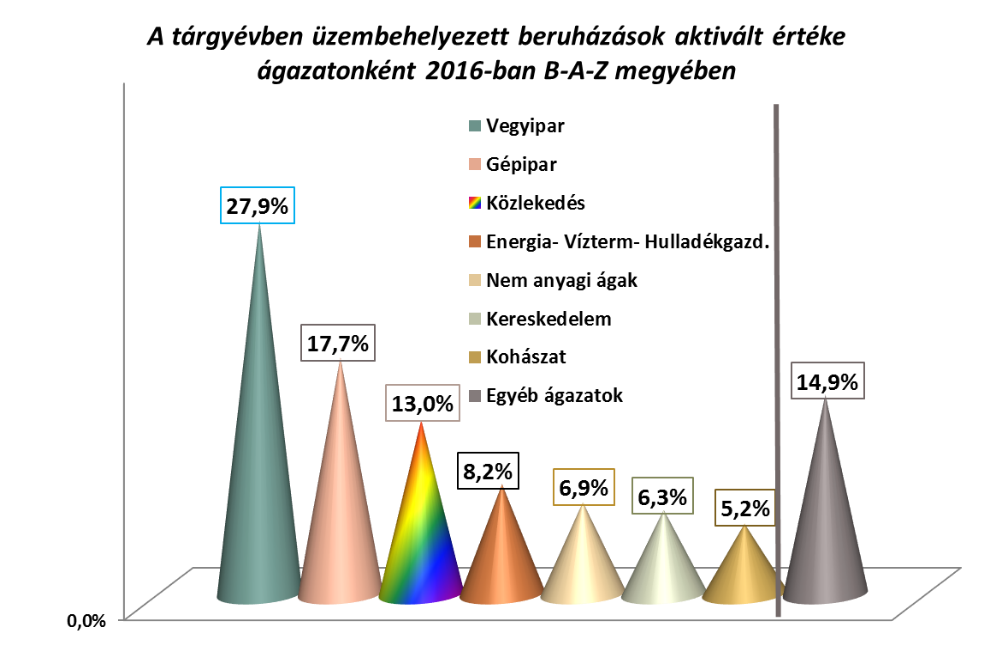 A tárgyévben üzembehelyezett beruházások aktivált értéke
ágazatonként 2016-ban B-A-Z megyében
Vegyipar
Gépipar
Közlekedés
Energia- Vízterm- Hulladékgazd.
Nem anyagi ágak
Kereskedelem
Kohászat
Egyéb ágazatok
27,9%
17,7%
13,0%
8,2%
6,9%
6,3%
5,2%
14,9%
0,0%